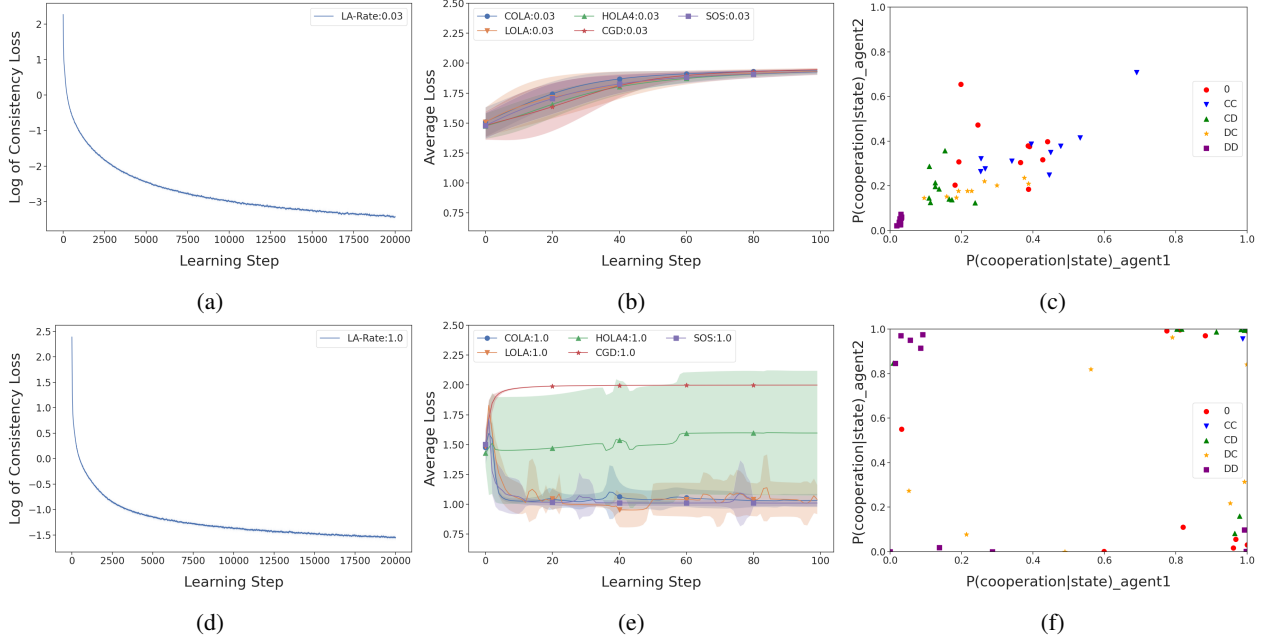 2
1
0
−1
−2
−3
0
2500
5000
7500
10000
12500
15000
17500
20000
Log of Consistency Loss
Learning Step
LA-Rate:0.03
(a)
2.50
2.25
2.00
1.75
1.50
1.25
1.00
0.75
0
20
40
60
80
100
Average Loss
Learning Step
COLA:0.03
HOLA4:0.03
SOS:0.03
LOLA:0.03
CGD:0.03
(b)
1.0
0.8
0.6
0.4
0.2
0.0
0.0
0.2
0.4
0.6
0.8
1.0
P(cooperation|state)_agent2
P(cooperation|state)_agent1
0
CC
CD
DC
DD
(c)
2.5
2.0
1.5
1.0
0.5
0.0
−0.5
−1.0
−1.5
0
2500
5000
7500
10000
12500
15000
17500
20000
Log of Consistency Loss
Learning Step
LA-Rate:1.0
(d)
2.50
2.25
2.00
1.75
1.50
1.25
1.00
0.75
0
20
40
60
80
100
Average Loss
Learning Step
COLA:1.0
HOLA4:1.0
SOS:1.0
LOLA:1.0
CGD:1.0
(e)
1.0
0.8
0.6
0.4
0.2
0.0
0.0
0.2
0.4
0.6
0.8
1.0
P(cooperation|state)_agent2
P(cooperation|state)_agent1
0
CC
CD
DC
DD
(f)